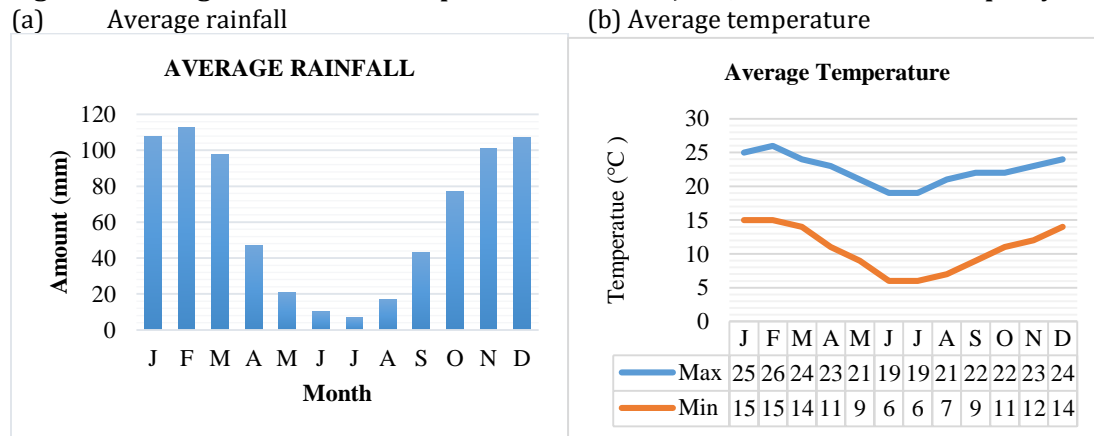 (a) Average rainfall
AVERAGE RAINFALL
120
100
80
60
40
20
0
Amount (mm)
J F M A M J J A S O N D
Month
(b) Average temperature
Average Temperature
30
25
20
15
10
5
0
Temperatue (°C )
J F M A M J J A S O N D
Max 25 26 24 23 21 19 19 21 22 22 23 24
Min 15 15 14 11 9 6 6 7 9 11 12 14